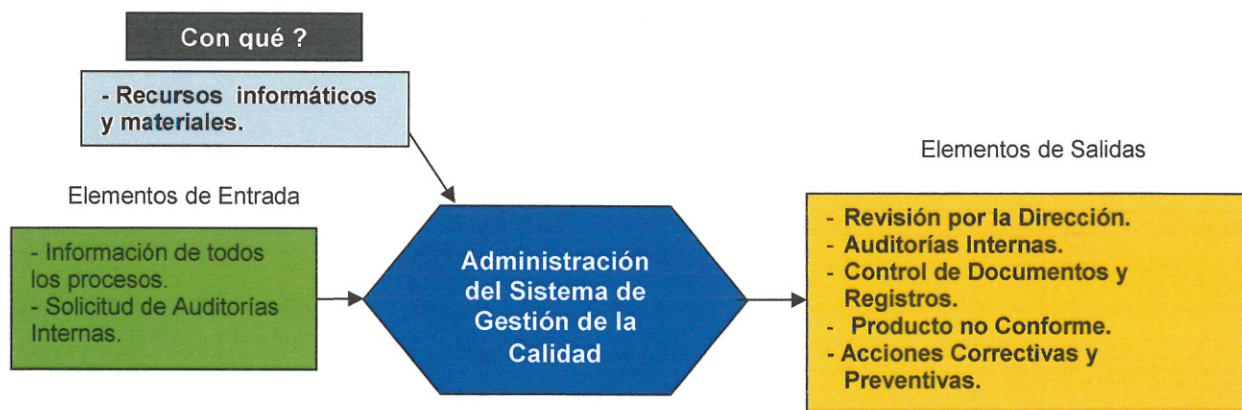 Con qué ?
- Recursos informáticos
y materiales.
Elementos de Entrada
- Información de todos
los procesos.
- Solicitud de Auditorías
Internas.
Administración
del Sistema de
Gestión de la
Calidad
Elementos de Salidas
- Revisión por la Dirección.
- Auditorías Internas.
- Control de Documentos y
Registros.
- Producto no Conforme.
- Acciones Correctivas y
Preventivas.